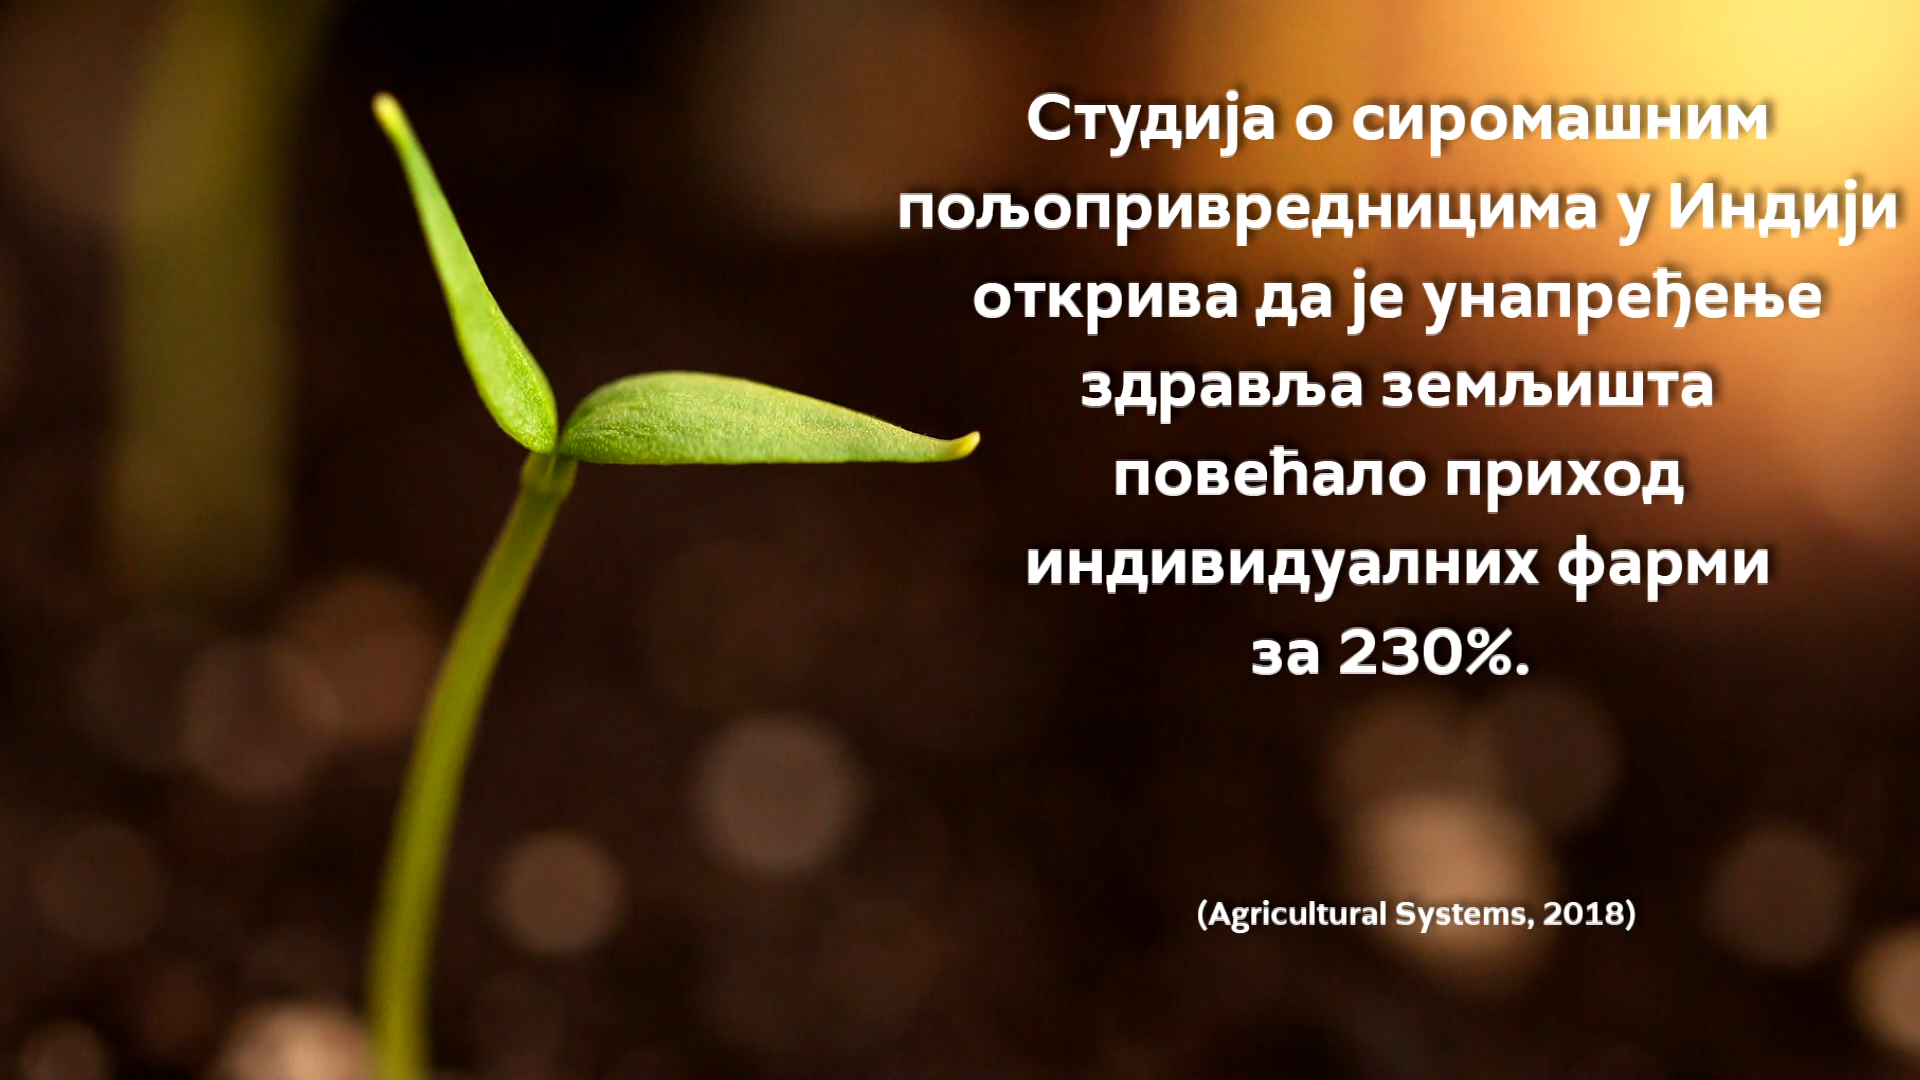 Студија о сиромашним
пољопривредницима у Индији
открива да је унапређење
здравља земљишта
повећало приход
индивидуалних фарми
за 230%.
(Agricultural Systems, 2018)